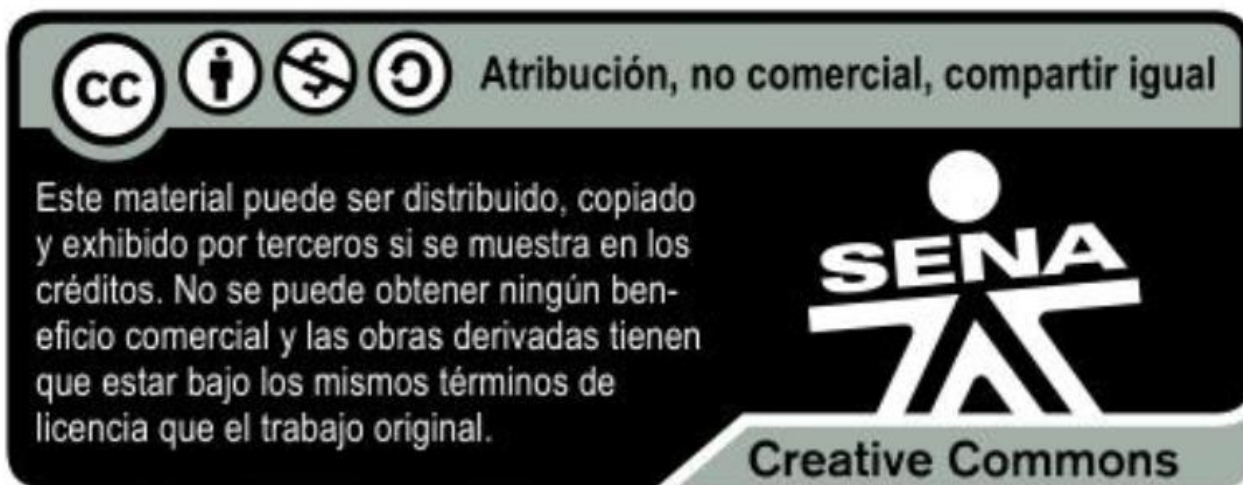 cc Atribución, no comercial, compartir igual
Este material puede ser distribuido, copiado
y exhibido por terceros si se muestra en los
créditos. No se puede obtener ningún ben-
eficio comercial y las obras derivadas tienen
que estar bajo los mismos términos de
licencia que el trabajo original.
SENA
Creative Commons